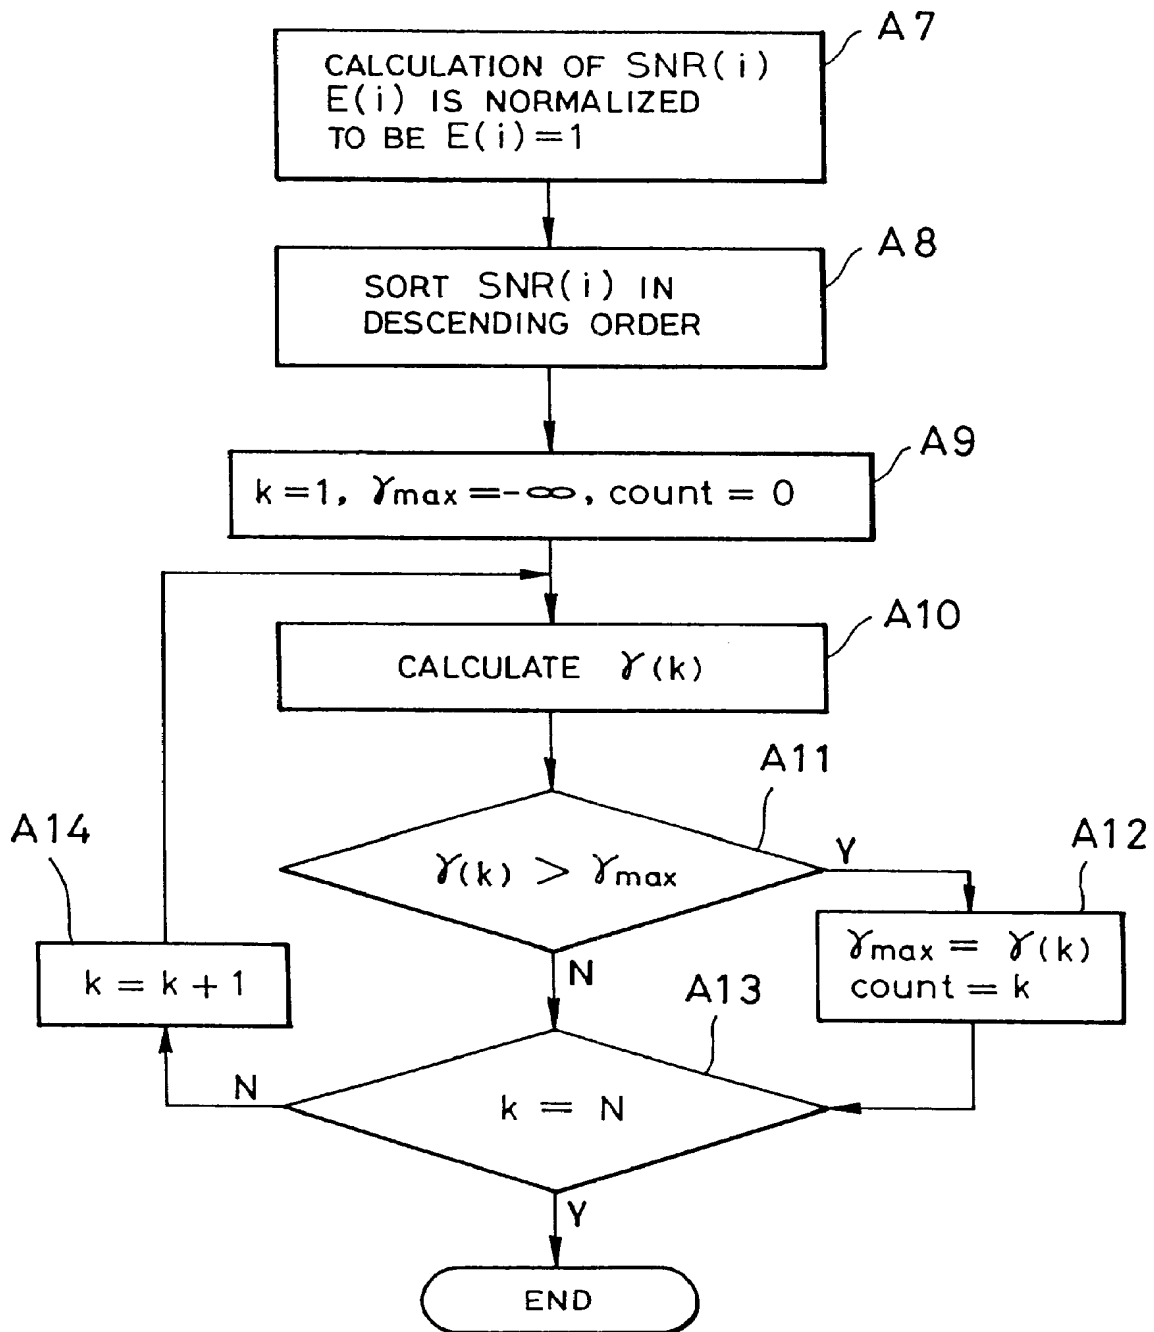 A7
CALCULATION OF SNR(i)
E(i) IS NORMALIZED
TO BE E(i)=1
A8
SORT SNR(i) IN
DESCENDING ORDER
A9
k=1, γmax=-∞, count = 0
A10
CALCULATE γ(k)
A11
γ(k) > γmax
Y
N
A12
γmax = γ(k)
count = k
A14
k = k + 1
A13
k = N
N
Y
END